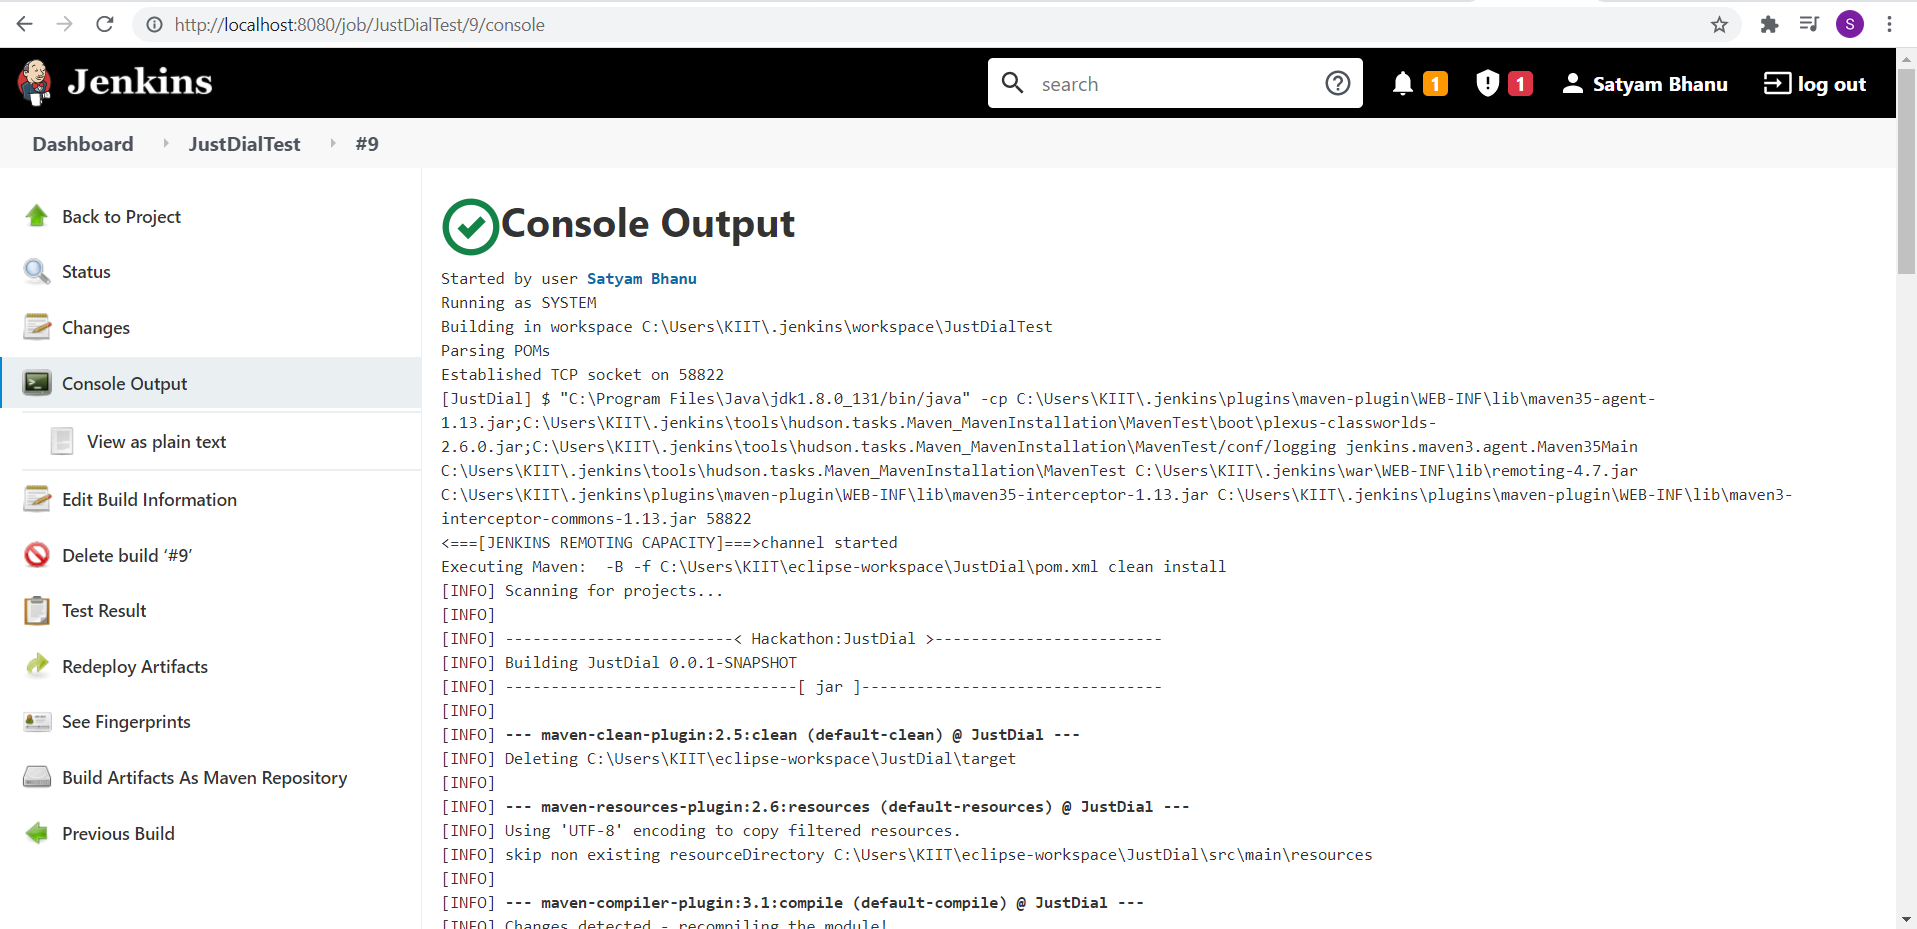 http://localhost:8080/job/JustDialTest/9/console
S
Jenkins
search
1
1
Satyam Bhanu
log out
Dashboard
JustDialTest
#9
Back to Project
Status
Changes
Console Output
View as plain text
Edit Build Information
Delete build ‘#9’
Test Result
Redeploy Artifacts
See Fingerprints
Build Artifacts As Maven Repository
Previous Build
Console Output
Started by user Satyam Bhanu
Running as SYSTEM
Building in workspace C:\Users\KIIT\.jenkins\workspace\JustDialTest
Parsing POMs
Established TCP socket on 58822
[JustDial] $ "C:\Program Files\Java\jdk1.8.0_131/bin/java" -cp C:\Users\KIIT\.jenkins\plugins\maven-plugin\WEB-INF\lib\maven35-agent-
1.13.jar;C:\Users\KIIT\.jenkins\tools\hudson.tasks.Maven_MavenInstallation\MavenTest\boot\plexus-classworlds-
2.6.0.jar;C:\Users\KIIT\.jenkins\tools\hudson.tasks.Maven_MavenInstallation\MavenTest/conf/logging jenkins.maven3.agent.Maven35Main
C:\Users\KIIT\.jenkins\tools\hudson.tasks.Maven_MavenInstallation\MavenTest C:\Users\KIIT\.jenkins\war\WEB-INF\lib\remoting-4.7.jar
C:\Users\KIIT\.jenkins\plugins\maven-plugin\WEB-INF\lib\maven35-interceptor-1.13.jar C:\Users\KIIT\.jenkins\plugins\maven-plugin\WEB-INF\lib\maven3-
interceptor-commons-1.13.jar 58822
<===[JENKINS REMOTING CAPACITY]===>channel started
Executing Maven:  -B -f C:\Users\KIIT\eclipse-workspace\JustDial\pom.xml clean install
[INFO] Scanning for projects...
[INFO]
[INFO] -------------------------< Hackathon:JustDial >-------------------------
[INFO] Building JustDial 0.0.1-SNAPSHOT
[INFO] --------------------------------[ jar ]---------------------------------
[INFO]
[INFO] --- maven-clean-plugin:2.5:clean (default-clean) @ JustDial ---
[INFO] Deleting C:\Users\KIIT\eclipse-workspace\JustDial\target
[INFO]
[INFO] --- maven-resources-plugin:2.6:resources (default-resources) @ JustDial ---
[INFO] Using 'UTF-8' encoding to copy filtered resources.
[INFO] skip non existing resourceDirectory C:\Users\KIIT\eclipse-workspace\JustDial\src\main\resources
[INFO]
[INFO] --- maven-compiler-plugin:3.1:compile (default-compile) @ JustDial ---
[INFO] Changes detected - recompiling the module!